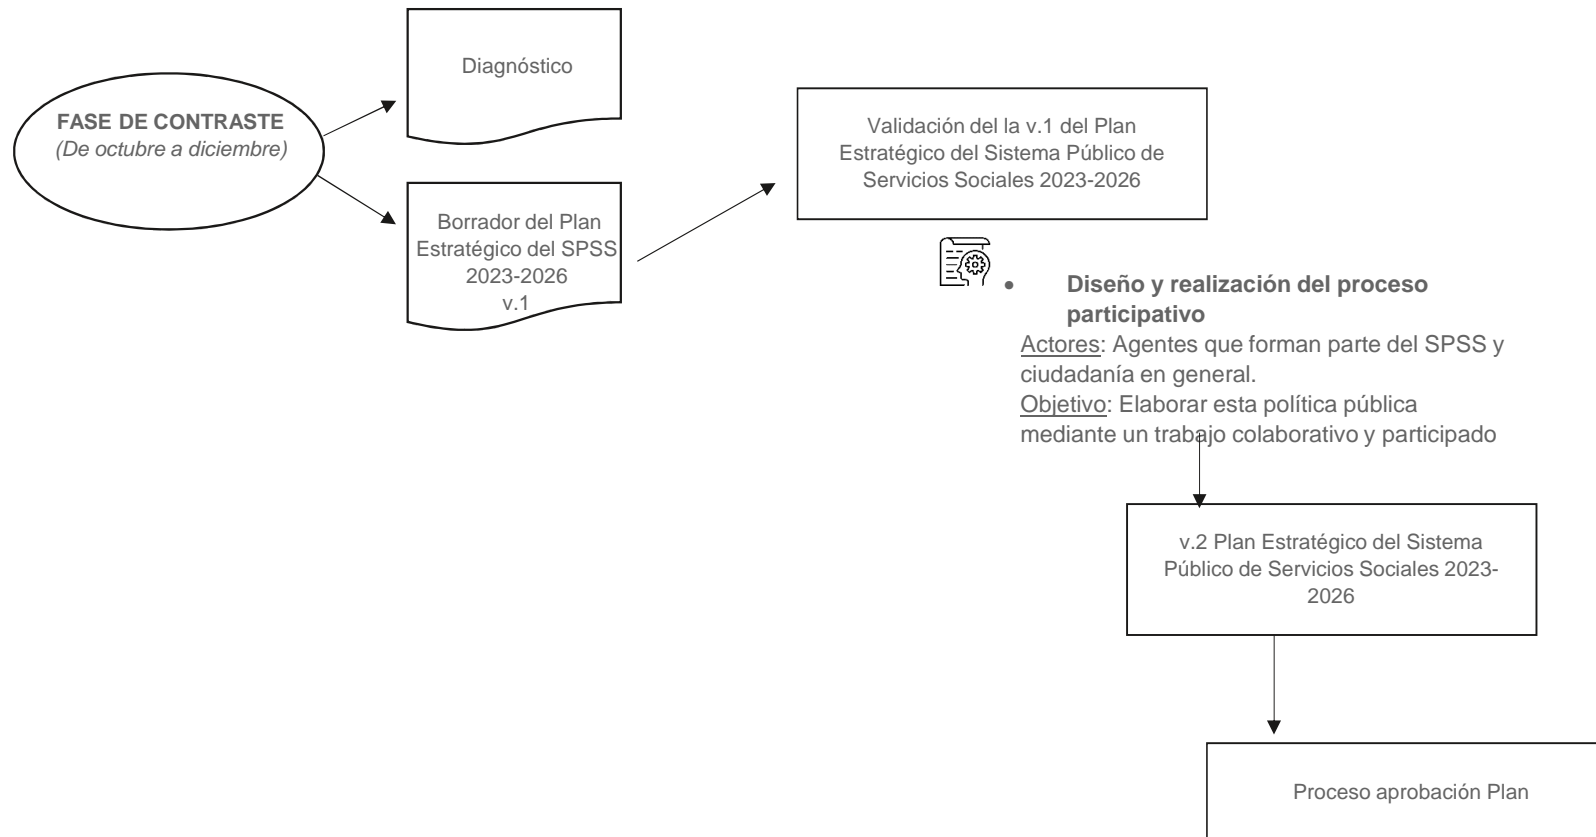 FASE DE CONTRASTE
(De octubre a diciembre)
Diagnóstico
Borrador del Plan
Estratégico del SPSS
2023-2026
v.1
Validación del la v.1 del Plan
Estratégico del Sistema Público de
Servicios Sociales 2023-2026
• Diseño y realización del proceso
participativo
Actores: Agentes que forman parte del SPSS y
ciudadanía en general.
Objetivo: Elaborar esta política pública
mediante un trabajo colaborativo y participado
v.2 Plan Estratégico del Sistema
Público de Servicios Sociales 2023-
2026
Proceso aprobación Plan